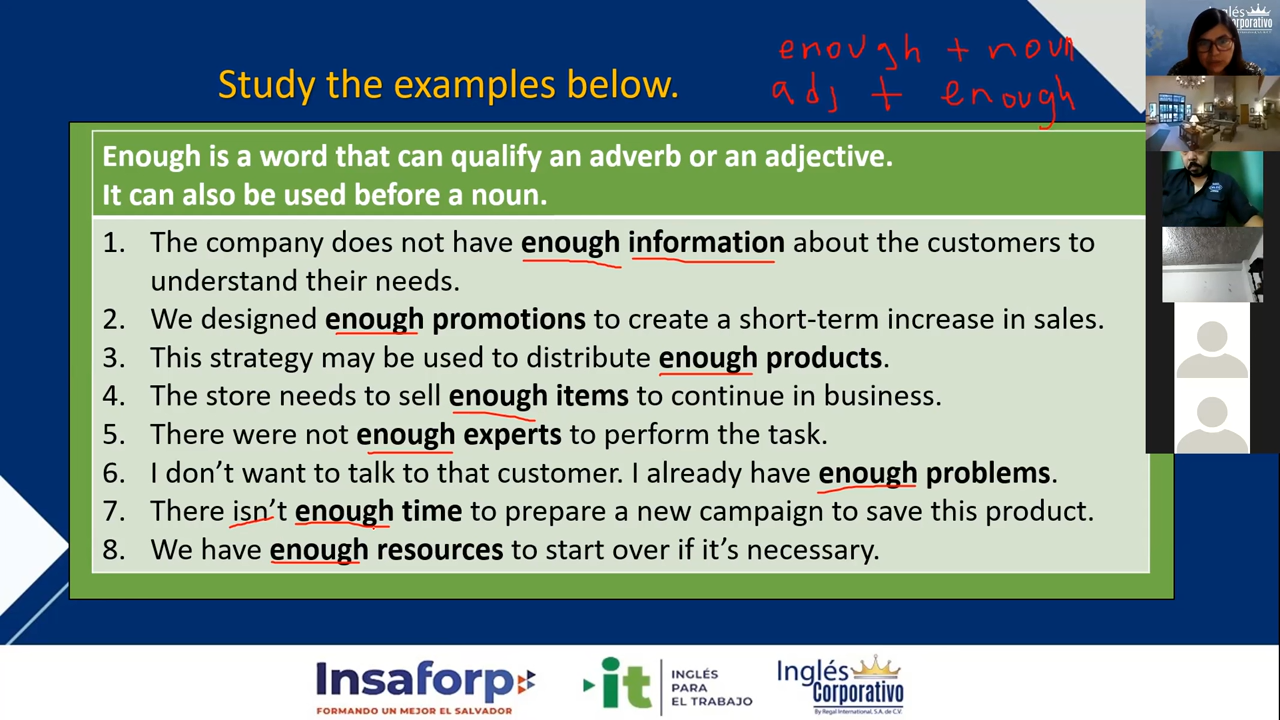 enough + noun
Study the examples below.
adj + enough
Enough is a word that can qualify an adverb or an adjective.
It can also be used before a noun.
1. The company does not have enough information about the customers to
understand their needs.
2. We designed enough promotions to create a short-term increase in sales.
3. This strategy may be used to distribute enough products.
4. The store needs to sell enough items to continue in business.
5. There were not enough experts to perform the task.
6. I don’t want to talk to that customer. I already have enough problems.
7. There isn’t enough time to prepare a new campaign to save this product.
8. We have enough resources to start over if it’s necessary.
Insaforp
FORMANDO UN MEJOR EL SALVADOR
it
INGLÉS
PARA
EL TRABAJO
Inglés
Corporativo
By Regal International, S.A. de C.V.
Inglés
Corporativo